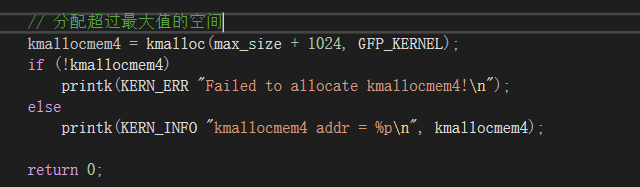 // 分配超过最大值的空间
kmallocmem4 = kmalloc(max_size + 1024, GFP_KERNEL);
if (!kmallocmem4)
printk(KERN_ERR "Failed to allocate kmallocmem4!\n");
else
printk(KERN_INFO "kmallocmem4 addr = %p\n", kmallocmem4);
return 0;